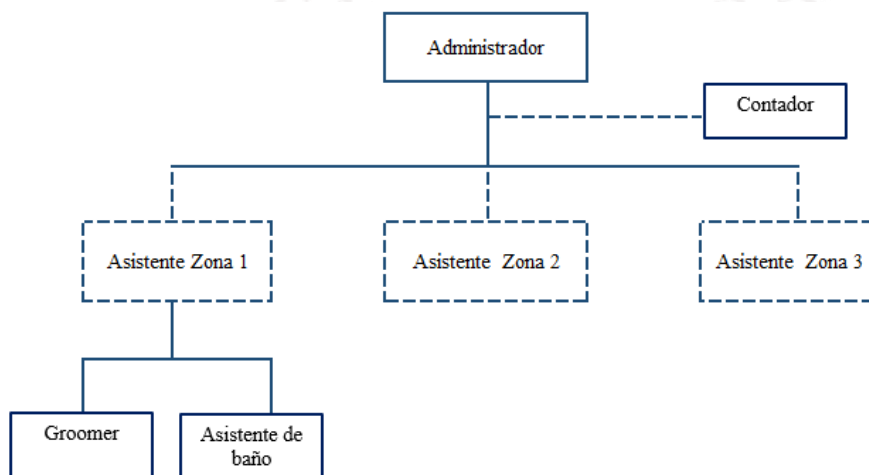 Administrador
Contador
Asistente Zona 1
Asistente Zona 2
Asistente Zona 3
Groomer
Asistente de
baño